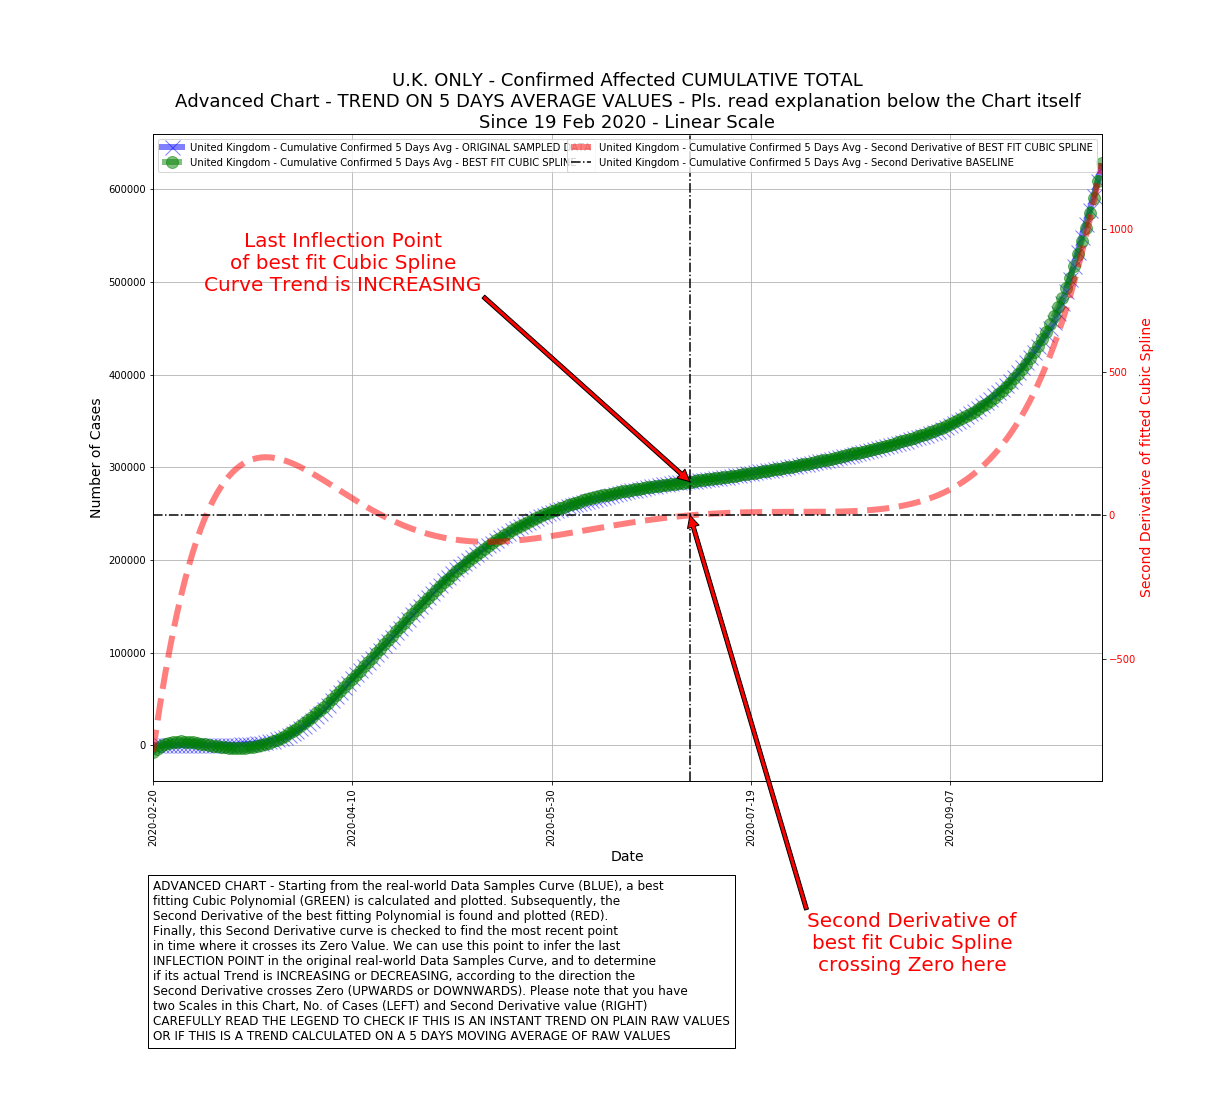 U.K. ONLY - Confirmed Affected CUMULATIVE TOTAL
Advanced Chart - TREND ON 5 DAYS AVERAGE VALUES - Pls. read explanation below the Chart itself
Since 19 Feb 2020 - Linear Scale
United Kingdom - Cumulative Confirmed 5 Days Avg - ORIGINAL SAMPLED DATA
United Kingdom - Cumulative Confirmed 5 Days Avg - BEST FIT CUBIC SPLINE
United Kingdom - Cumulative Confirmed 5 Days Avg - Second Derivative of BEST FIT CUBIC SPLINE
United Kingdom - Cumulative Confirmed 5 Days Avg - Second Derivative BASELINE
Last Inflection Point
of best fit Cubic Spline
Curve Trend is INCREASING
Number of Cases
600000
500000
400000
300000
200000
100000
0
1000
500
0
−500
Second Derivative of fitted Cubic Spline
2020-02-20
2020-04-10
2020-05-30
2020-07-19
2020-09-07
Date
Second Derivative of
best fit Cubic Spline
crossing Zero here
ADVANCED CHART - Starting from the real-world Data Samples Curve (BLUE), a best
fitting Cubic Polynomial (GREEN) is calculated and plotted. Subsequently, the
Second Derivative of the best fitting Polynomial is found and plotted (RED).
Finally, this Second Derivative curve is checked to find the most recent point
in time where it crosses its Zero Value. We can use this point to infer the last
INFLECTION POINT in the original real-world Data Samples Curve, and to determine
if its actual Trend is INCREASING or DECREASING, according to the direction the
Second Derivative crosses Zero (UPWARDS or DOWNWARDS). Please note that you have
two Scales in this Chart, No. of Cases (LEFT) and Second Derivative value (RIGHT)
CAREFULLY READ THE LEGEND TO CHECK IF THIS IS AN INSTANT TREND ON PLAIN RAW VALUES
OR IF THIS IS A TREND CALCULATED ON A 5 DAYS MOVING AVERAGE OF RAW VALUES